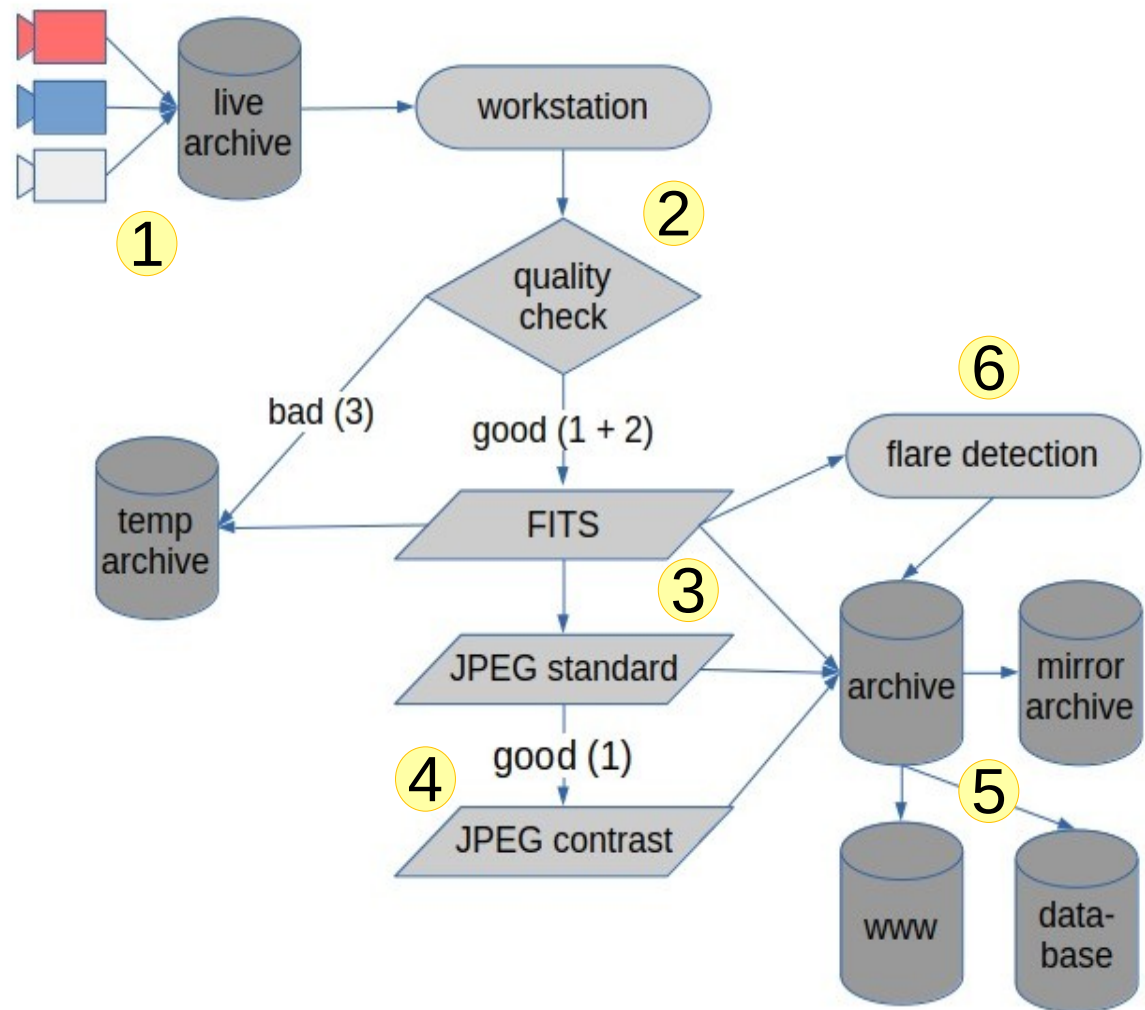 live
archive
workstation
1
2
quality
check
bad (3)
good (1 + 2)
6
flare detection
temp
archive
FITS
3
JPEG standard
archive
mirror
archive
4
good (1)
5
JPEG contrast
www
data-
base